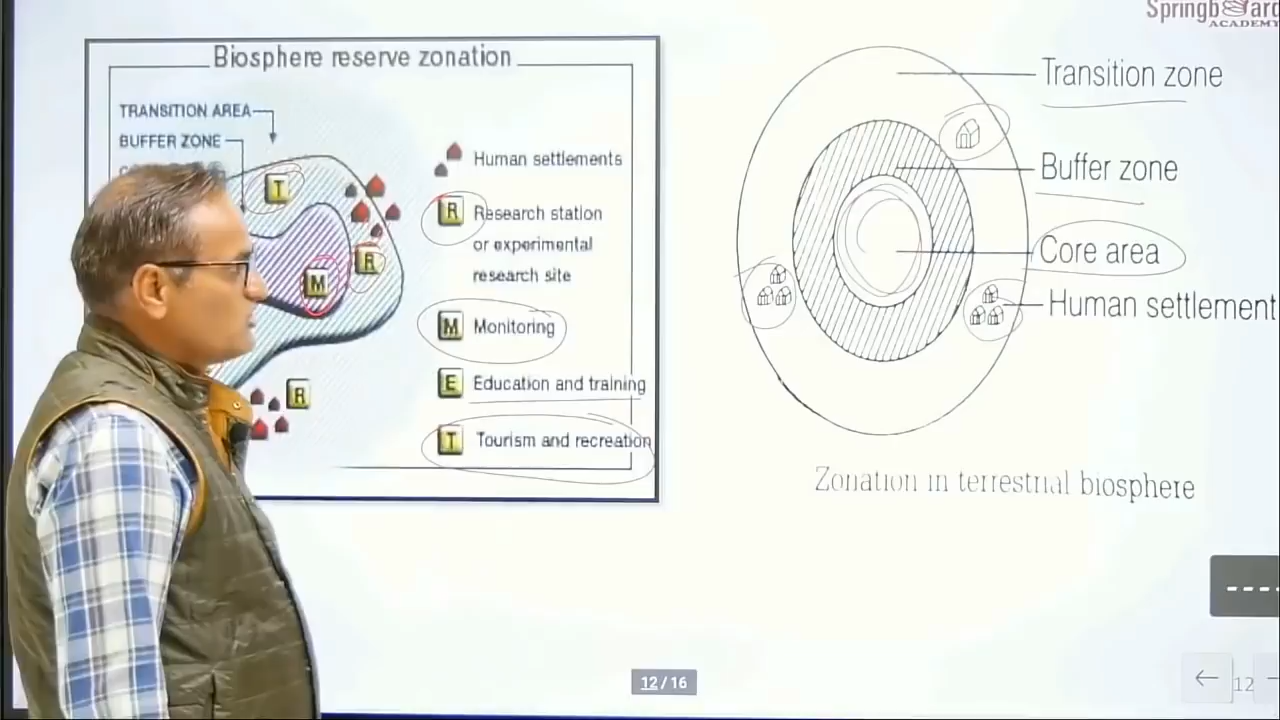 Springb ard
ACADEMY
Biosphere reserve zonation
TRANSITION AREA
BUFFER ZONE
T
R
M
R
Human settlements
R Research station
or experimental
research site
M Monitoring
E Education and training
T Tourism and recreation
Transition zone
Buffer zone
Core area
Human settlement
Zonation in terrestrial biosphere
12 / 16
12